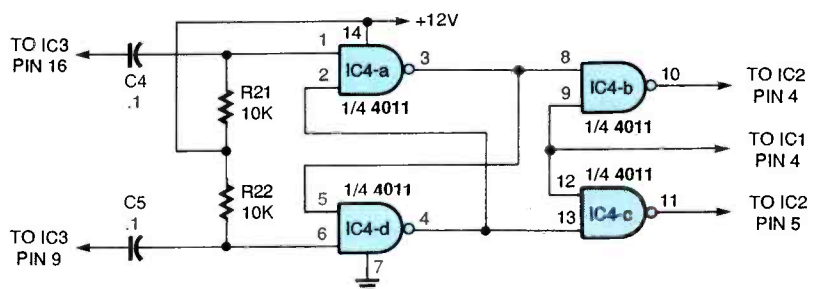 +12V
TO IC3
PIN 16
C4
.1
1
14
2
IC4-a
3
1/4 4011
R21
10K
8
9
IC4-b
10
1/4 4011
TO IC2
PIN 4
TO IC1
PIN 4
R22
10K
C5
.1
TO IC3
PIN 9
1/4 4011
5
6
IC4-d
4
7
12
1/4 4011
13
IC4-c
11
TO IC2
PIN 5